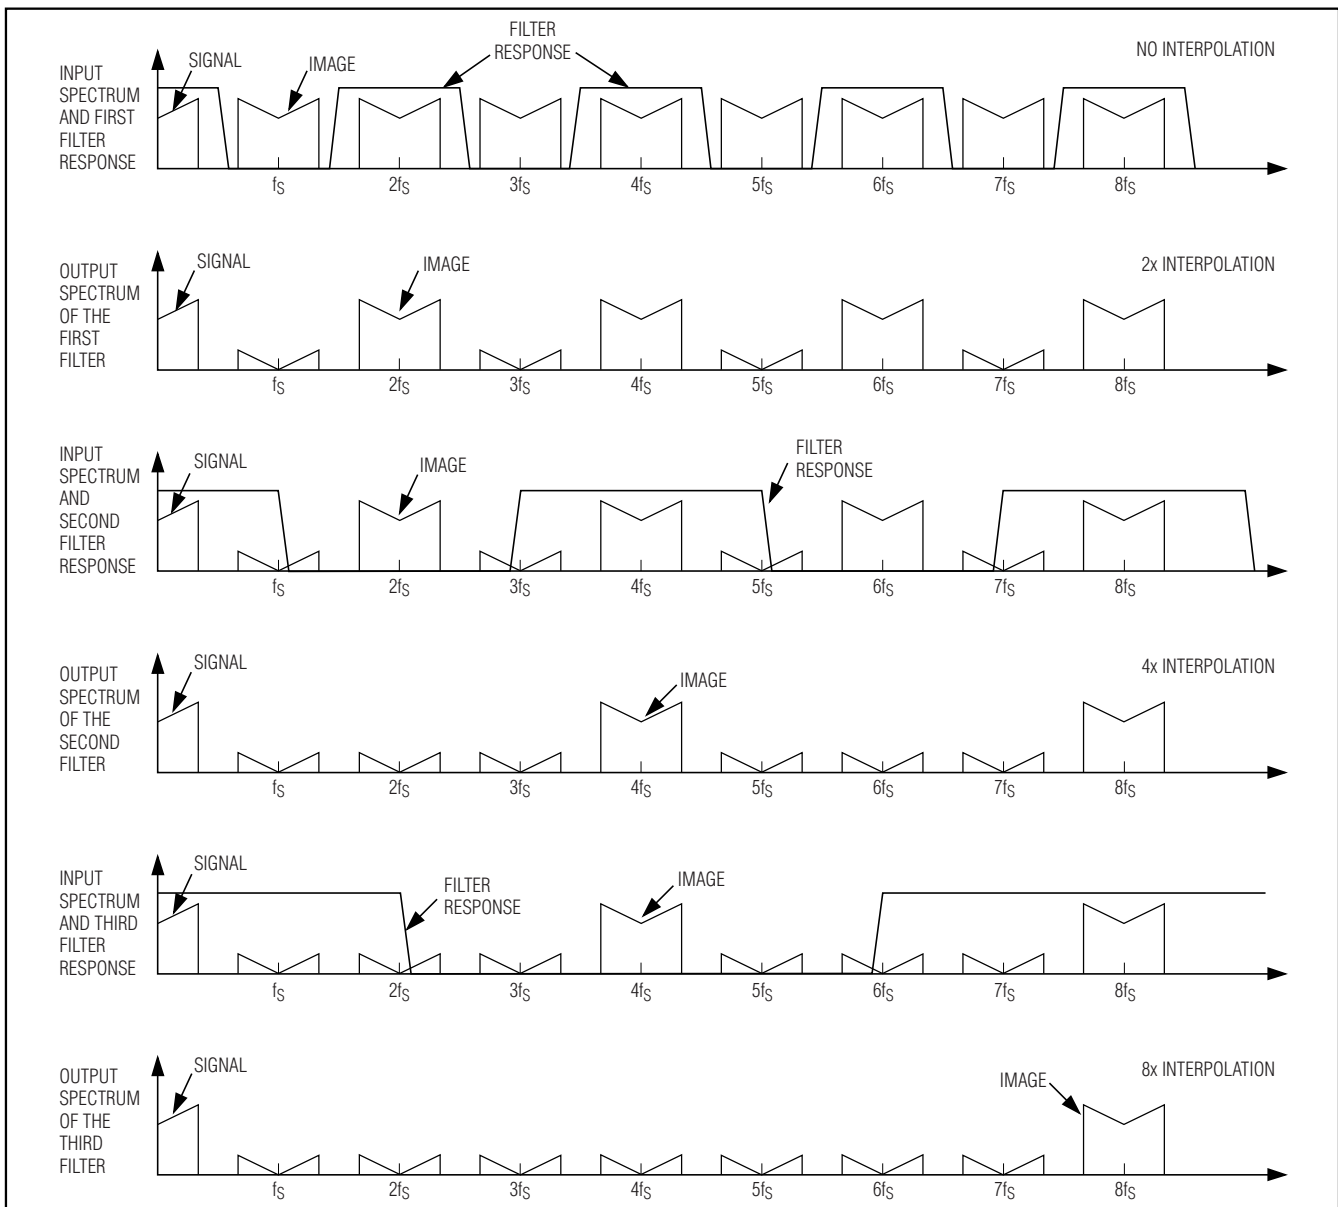 FILTER
RESPONSE
NO INTERPOLATION
SIGNAL
IMAGE
INPUT
SPECTRUM
AND FIRST
FILTER
RESPONSE
fS 2fS 3fS 4fS 5fS 6fS 7fS 8fS
SIGNAL
IMAGE
2x INTERPOLATION
OUTPUT
SPECTRUM
OF THE
FIRST
FILTER
fS 2fS 3fS 4fS 5fS 6fS 7fS 8fS
FILTER
RESPONSE
SIGNAL
IMAGE
INPUT
SPECTRUM
AND
SECOND
FILTER
RESPONSE
fS 2fS 3fS 4fS 5fS 6fS 7fS 8fS
SIGNAL
IMAGE
4x INTERPOLATION
OUTPUT
SPECTRUM
OF THE
SECOND
FILTER
fS 2fS 3fS 4fS 5fS 6fS 7fS 8fS
SIGNAL
FILTER
RESPONSE
IMAGE
INPUT
SPECTRUM
AND THIRD
FILTER
RESPONSE
fS 2fS 3fS 4fS 5fS 6fS 7fS 8fS
SIGNAL
IMAGE
8x INTERPOLATION
OUTPUT
SPECTRUM
OF THE
THIRD
FILTER
fS 2fS 3fS 4fS 5fS 6fS 7fS 8fS